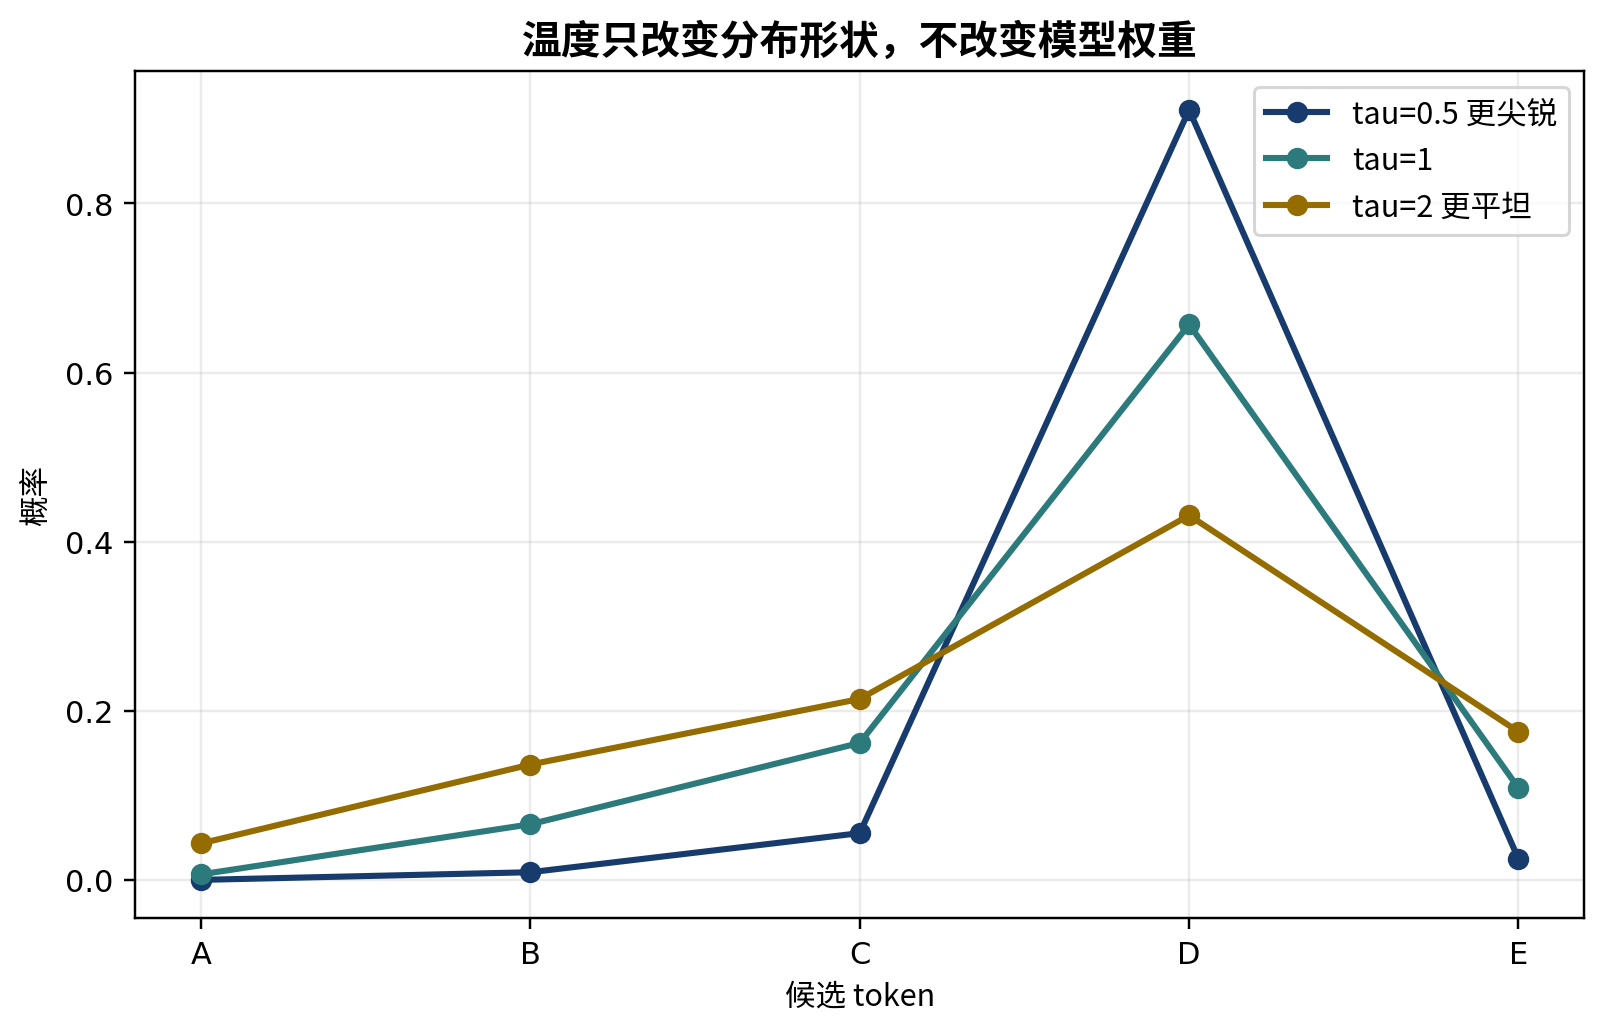 温度只改变分布形状，不改变模型权重
tau=0.5 更尖锐
tau=1
tau=2 更平坦
概率
0.8
0.6
0.4
0.2
0.0
A
B
C
D
E
候选 token